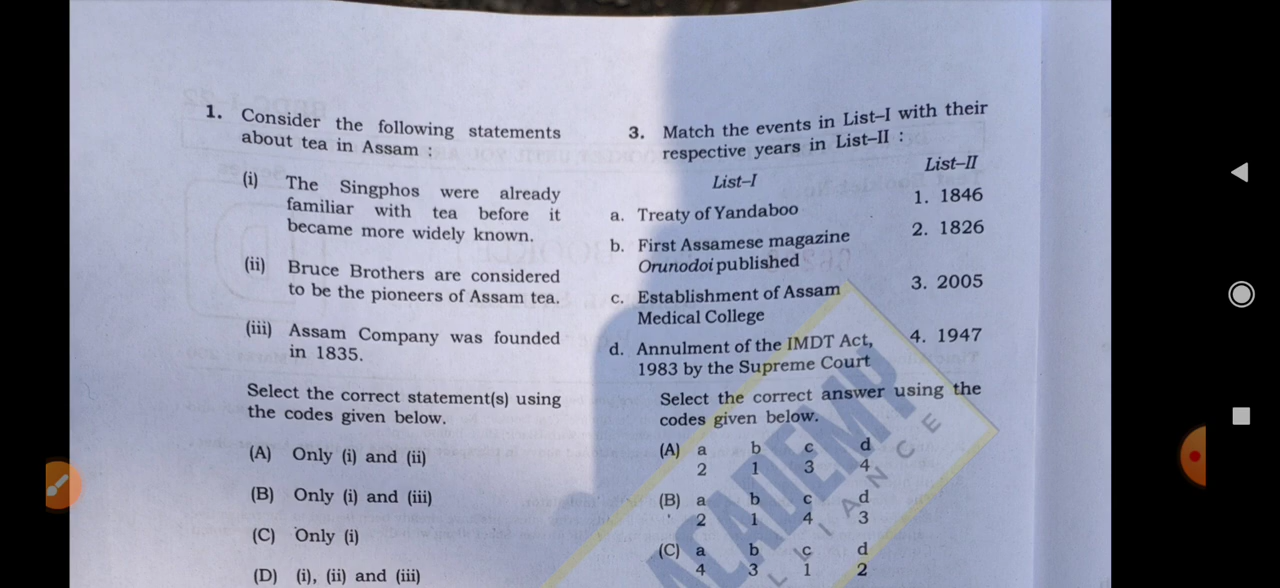 1. Consider the following statements
about tea in Assam :
(i) The Singphos were already
familiar with tea before it
became more widely known.
(ii) Bruce Brothers are considered
to be the pioneers of Assam tea.
(iii) Assam Company was founded
in 1835.
Select the correct statement(s) using
the codes given below.
(A) Only (i) and (ii)
(B) Only (i) and (iii)
(C) Only (i)
(D) (i), (ii) and (iii)
3. Match the events in List–I with their
respective years in List–II :
List–I List–II
a. Treaty of Yandaboo 1. 1846
b. First Assamese magazine 2. 1826
Orunodoi published
c. Establishment of Assam 3. 2005
Medical College
d. Annulment of the IMDT Act, 4. 1947
1983 by the Supreme Court
Select the correct answer using the
codes given below.
(A) a b c d
2 1 3 4
(B) a b c d
2 1 4 3
(C) a b c d
4 3 1 2
ACADEMY
LLIANCE